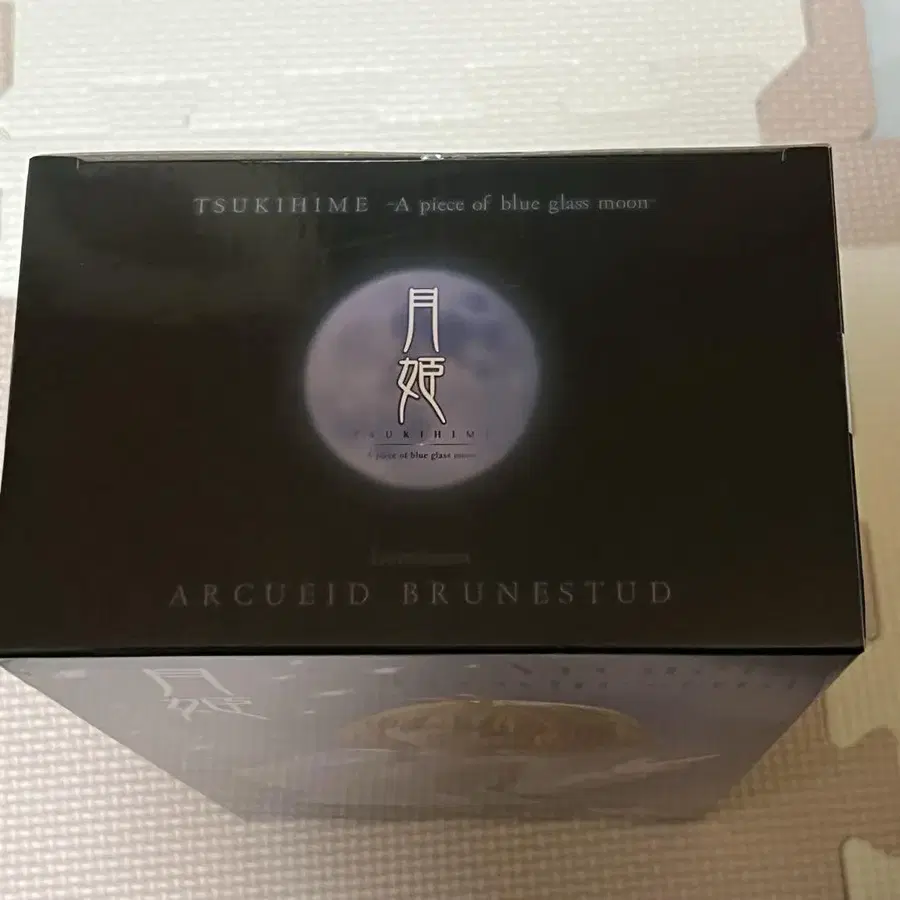 TSUKIHIME -A piece of blue glass moon-
月
姫
TSUKIHIME
A piece of blue glass moon
ARCUEID BRUNESTUD
月
姫